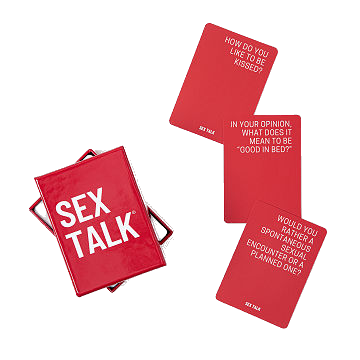 SEX
TALK®
HOW DO YOU
LIKE TO BE
KISSED?
SEX TALK
IN YOUR OPINION,
WHAT DOES IT
MEAN TO BE
“GOOD IN BED?”
WOULD YOU
RATHER A
SPONTANEOUS
SEXUAL
ENCOUNTER OR A
PLANNED ONE?
SEX TALK